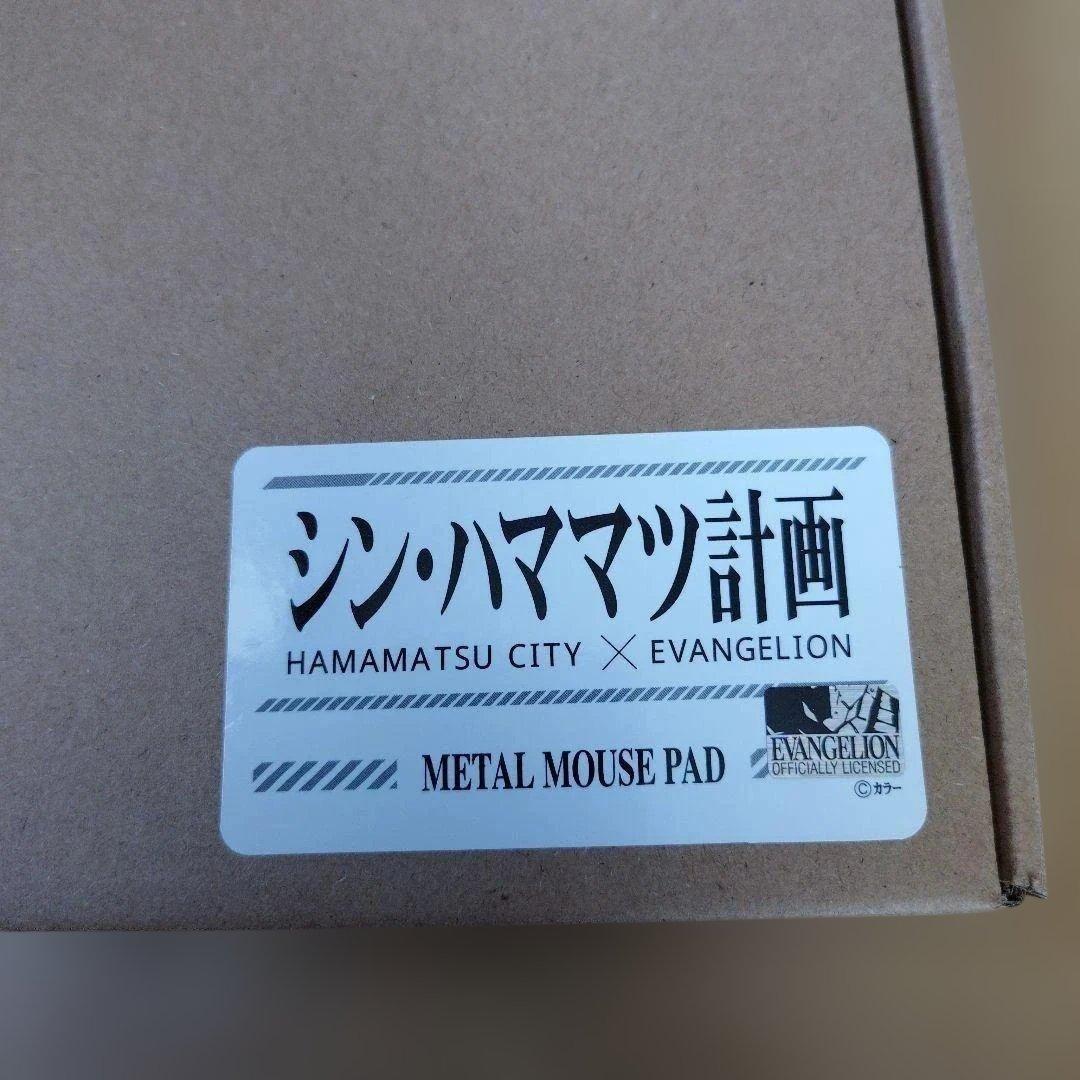 シン・ハママツ計画
HAMAMATSU CITY × EVANGELION
METAL MOUSE PAD
EVANGELION
OFFICIALLY LICENSED
©カラー